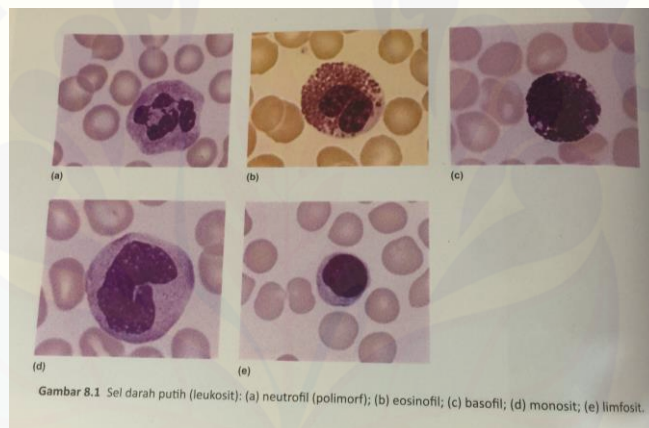 (a)
(b)
(c)
(d)
(e)
Gambar 8.1 Sel darah putih (leukosit): (a) neutrofil (polimorf); (b) eosinofil; (c) basofil; (d) monosit; (e) limfosit.